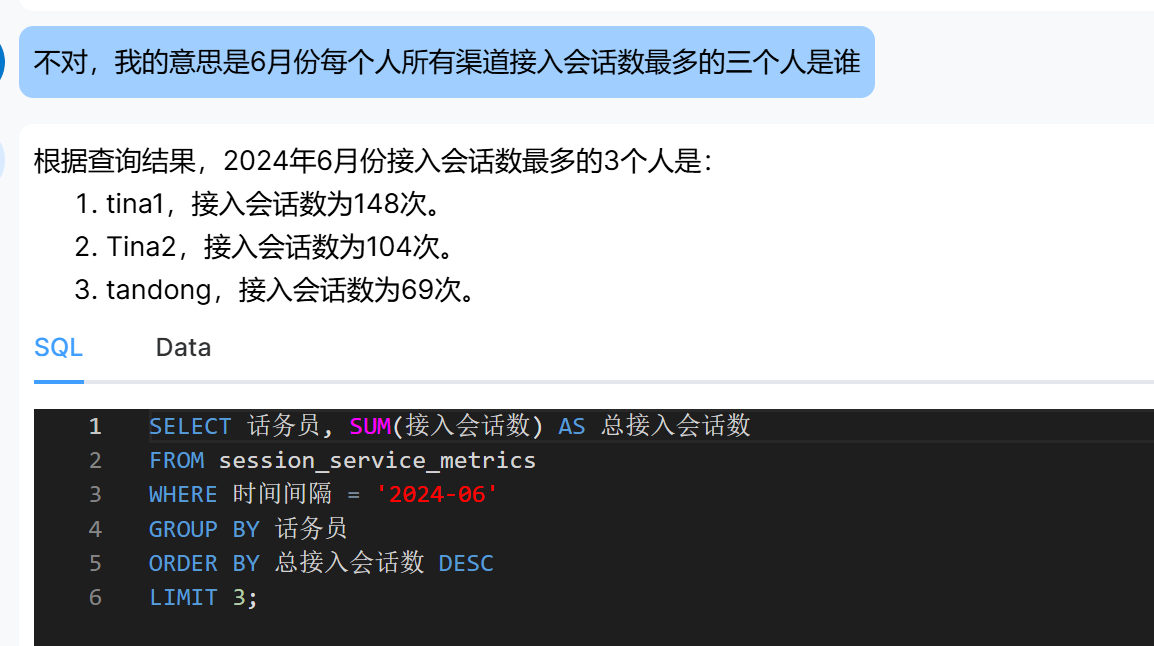 不对，我的意思是6月份每个人所有渠道接入会话数最多的三个人是谁
根据查询结果，2024年6月份接入会话数最多的3个人是：
1. tina1，接入会话数为148次。
2. Tina2，接入会话数为104次。
3. tandong，接入会话数为69次。
SQL Data
1 SELECT 话务员, SUM(接入会话数) AS 总接入会话数
2 FROM session_service_metrics
3 WHERE 时间间隔 = '2024-06'
4 GROUP BY 话务员
5 ORDER BY 总接入会话数 DESC
6 LIMIT 3;